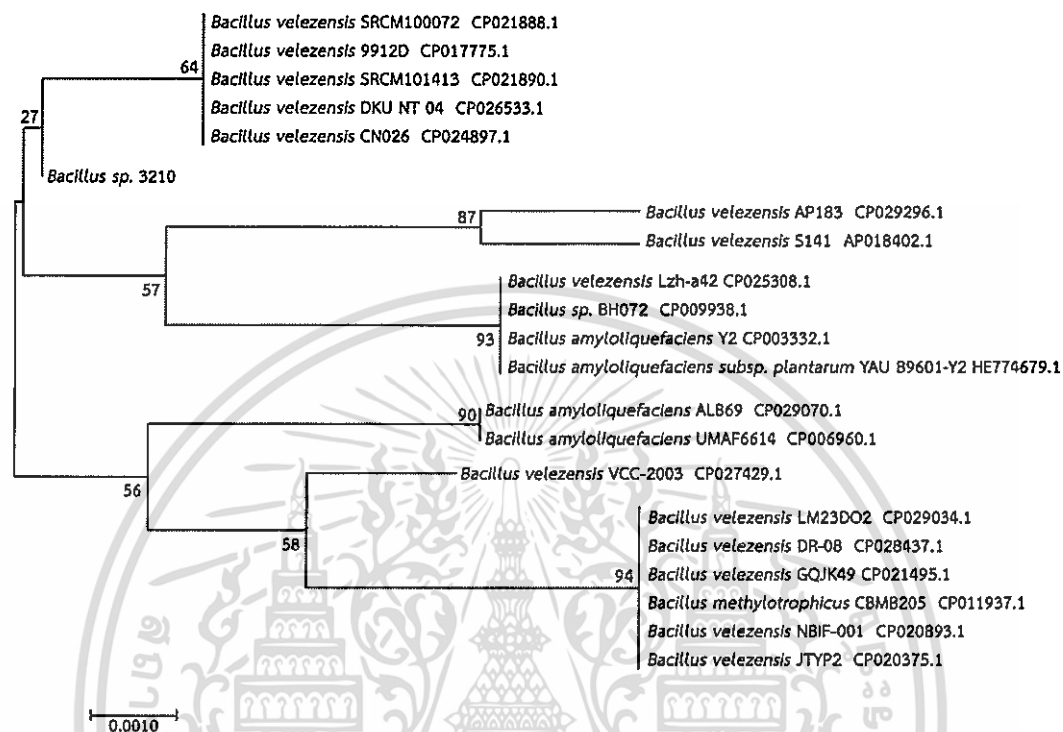 Bacillus velezensis SRCM100072 CP021888.1
Bacillus velezensis 9912D CP017775.1
64
Bacillus velezensis SRCM101413 CP021890.1
Bacillus velezensis DKU NT 04 CP026533.1
27
Bacillus velezensis CN026 CP024897.1
Bacillus sp. 3210
87
Bacillus velezensis AP183 CP029296.1
Bacillus velezensis S141 AP018402.1
57
Bacillus velezensis Lzh-a42 CP025308.1
Bacillus sp. BH072 CP009938.1
93
Bacillus amyloliquefaciens Y2 CP003332.1
Bacillus amyloliquefaciens subsp. plantarum YAU B9601-Y2 HE774679.1
90
Bacillus amyloliquefaciens ALB69 CP029070.1
Bacillus amyloliquefaciens UMAF6614 CP006960.1
Bacillus velezensis VCC-2003 CP027429.1
56
Bacillus velezensis LM23DO2 CP029034.1
58
Bacillus velezensis DR-08 CP028437.1
94
Bacillus velezensis GQJK49 CP021495.1
Bacillus methylotrophicus CBMB205 CP011937.1
Bacillus velezensis NBIF-001 CP020893.1
Bacillus velezensis JTYP2 CP020375.1
0.0010